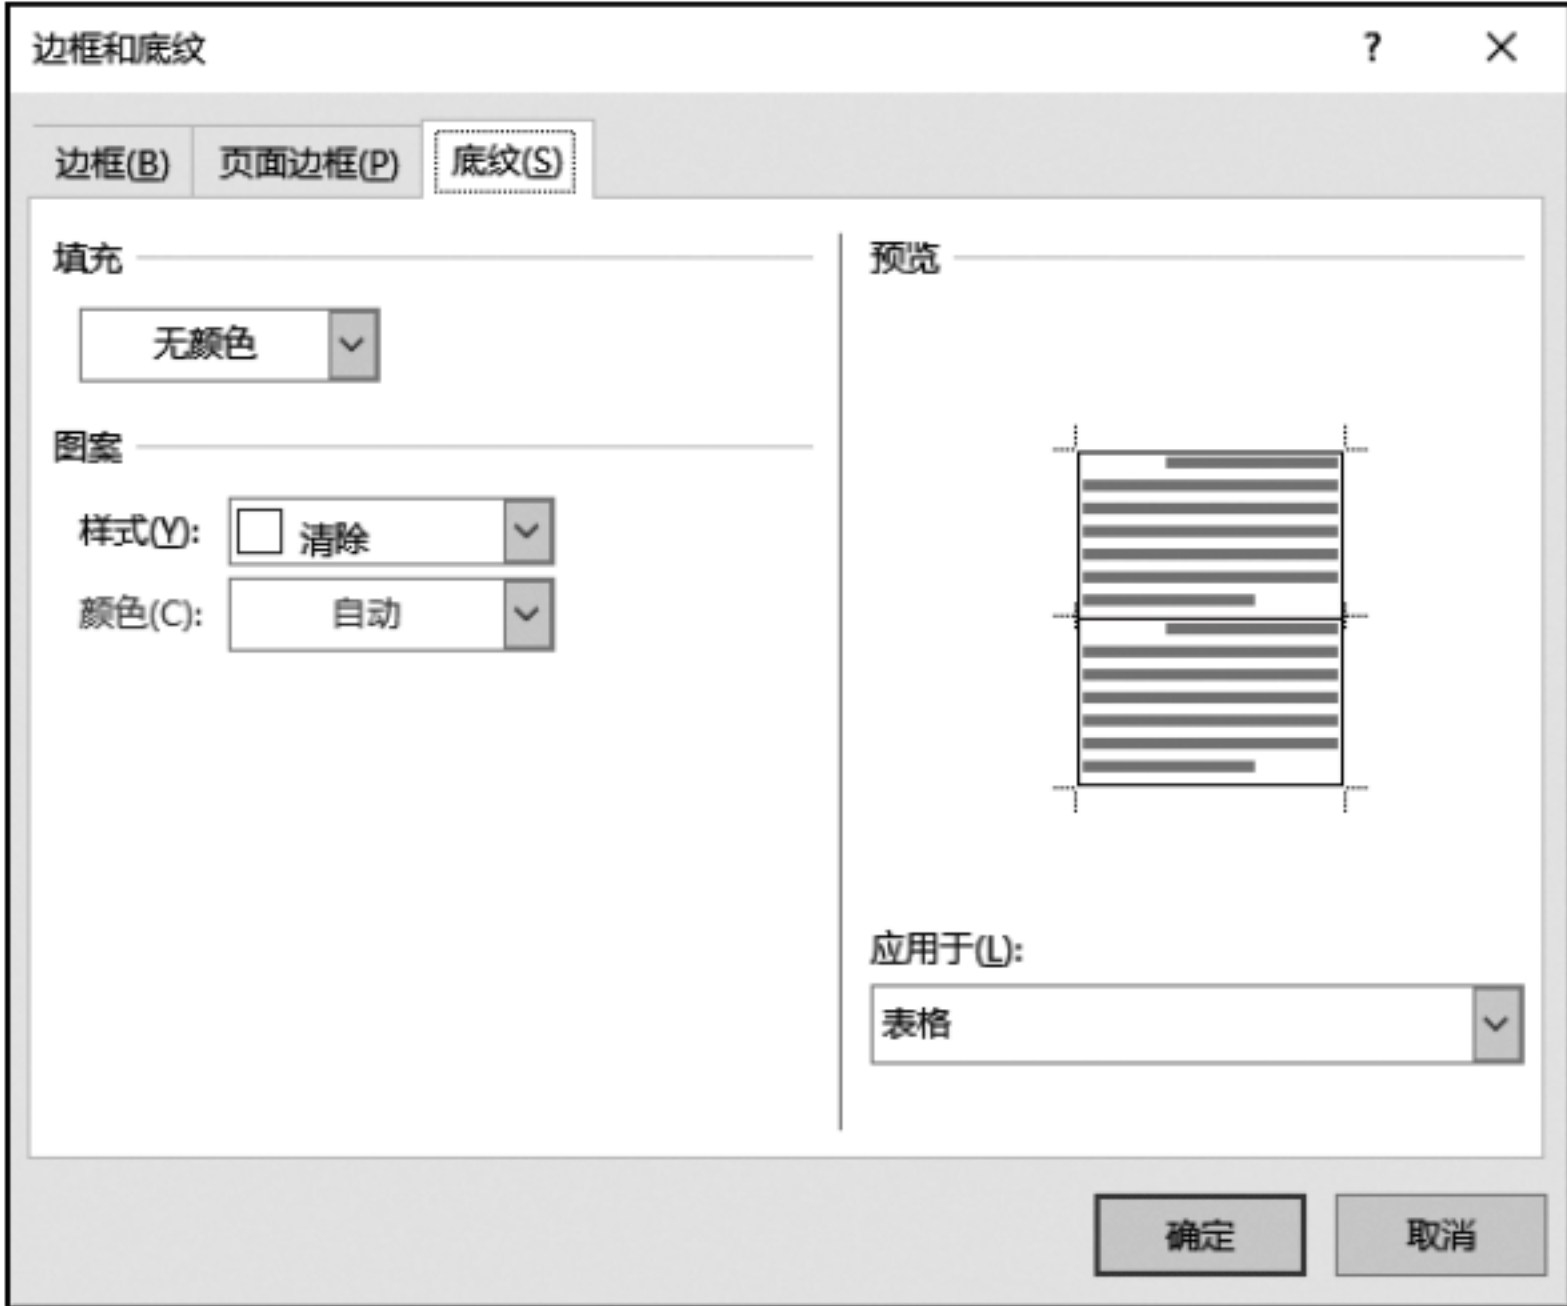 边框和底纹
?
边框(B)
页面边框(P)
底纹(S)
填充
无颜色
图案
样式(Y):
清除
颜色(C):
自动
预览
应用于(L):
表格
确定
取消